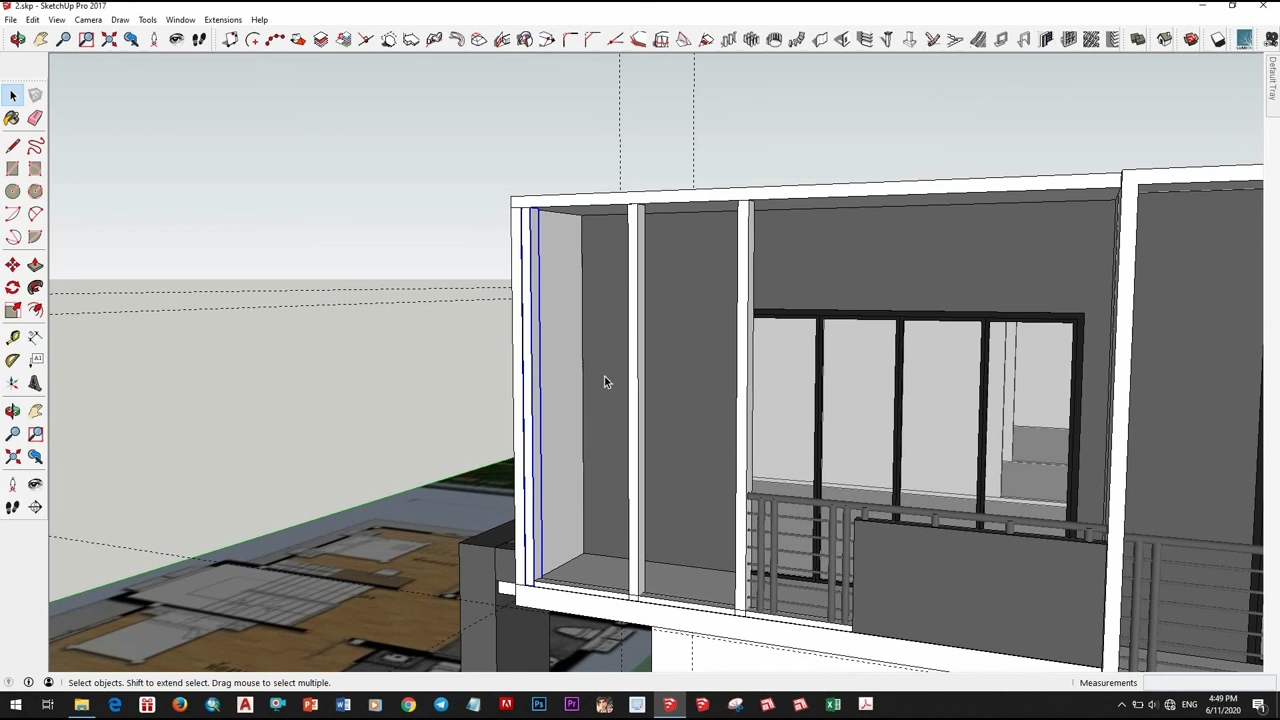 2.skp - SketchUp Pro 2017
File Edit View Camera Draw Tools Window Extensions Help
Default Tray
A1
Select objects. Shift to extend select. Drag mouse to select multiple.
Measurements
ENG
4:49 PM
6/11/2020